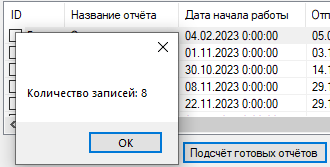 ID Название отчёта Дата начала работы
04.02.2023 0:00:00 05.0
01.11.2023 0:00:00 03.1
30.10.2023 0:00:00 14.1
08.11.2023 0:00:00 29.1
22.11.2023 0:00:00 29.1
Количество записей: 8
OK
Подсчёт готовых отчётов